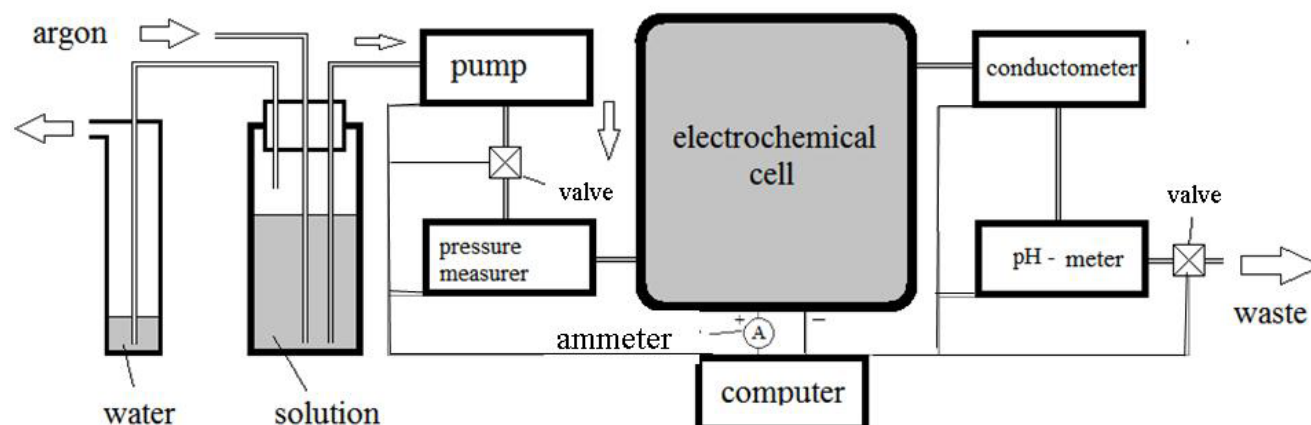 argon
pump
conductometer
electrochemical
cell
valve
valve
pressure
measurer
pH - meter
waste
+
A
−
ammeter
computer
water
solution